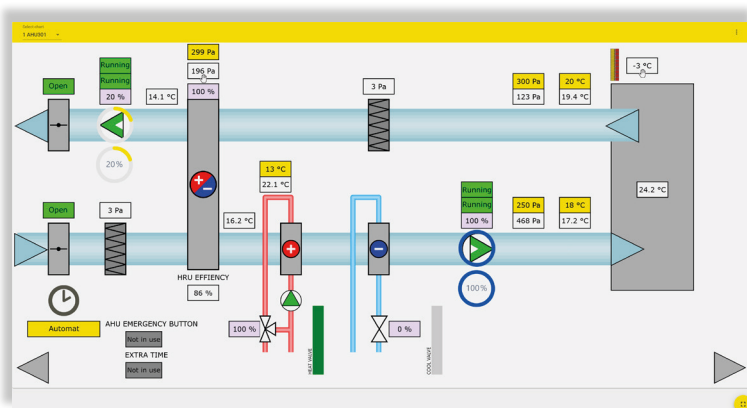 1 AHU301
299 Pa
196 Pa
100 %
Running
Running
20 %
Open
14.1 °C
3 Pa
300 Pa
123 Pa
20 °C
19.4 °C
-3 °C
20%
13 °C
22.1 °C
24.2 °C
Open
3 Pa
16.2 °C
Running
Running
100 %
250 Pa
468 Pa
18 °C
17.2 °C
HRU EFFIENCY
86 %
100%
Automat
AHU EMERGENCY BUTTON
Not in use
EXTRA TIME
Not in use
100 %
0 %
HEAT VALVE
COOL VALVE